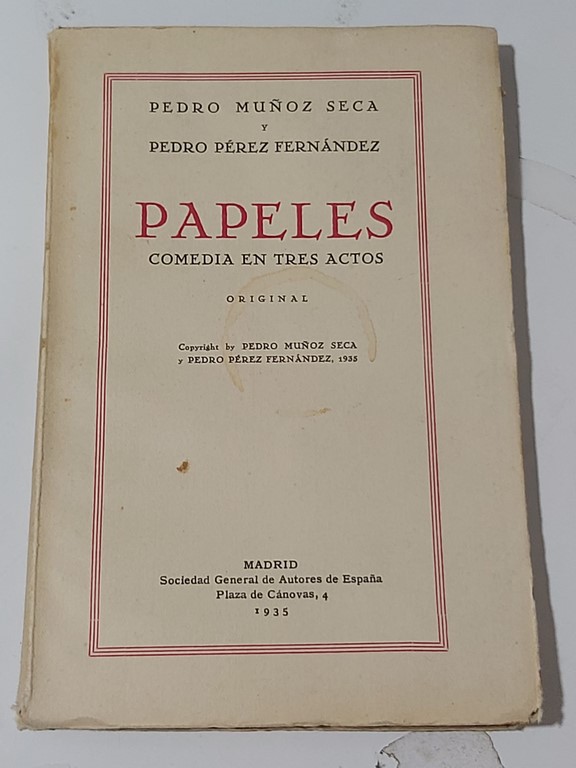 PEDRO MUÑOZ SECA
Y
PEDRO PÉREZ FERNÁNDEZ
PAPELES
COMEDIA EN TRES ACTOS
ORIGINAL
Copyright by PEDRO MUÑOZ SECA
y PEDRO PÉREZ FERNÁNDEZ, 1935
MADRID
Sociedad General de Autores de España
Plaza de Cánovas, 4
1935